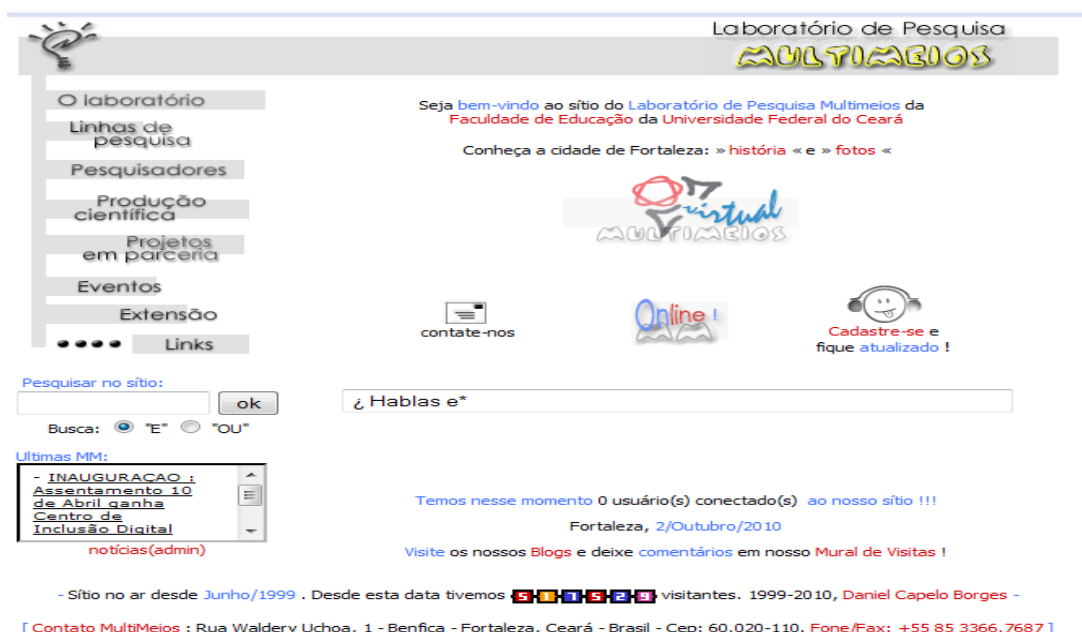 Laboratório de Pesquisa
MULTIMEIOS
O laboratório
Linhas de
pesquisa
Pesquisadores
Produção
científica
Projetos
em parceria
Eventos
Extensão
Links
Seja bem-vindo ao sítio do Laboratório de Pesquisa Multimeios da
Faculdade de Educação da Universidade Federal do Ceará
Conheça a cidade de Fortaleza: » história « e » fotos «
virtual
MULTIMEIOS
contate-nos
Online !
MM
Cadastre-se e
fique atualizado !
Pesquisar no sítio:
ok
Busca: "E" "OU"
¿ Hablas e*
Ultimas MM:
- INAUGURAÇAO :
Assentamento 10
de Abril ganha
Centro de
Inclusão Digital
notícias(admin)
Temos nesse momento 0 usuário(s) conectado(s) ao nosso sítio !!!
Fortaleza, 2/Outubro/2010
Visite os nossos Blogs e deixe comentários em nosso Mural de Visitas !
- Sítio no ar desde Junho/1999 . Desde esta data tivemos 517529 visitantes. 1999-2010, Daniel Capelo Borges -
[ Contato MultiMeios : Rua Waldery Uchoa, 1 - Benfica - Fortaleza, Ceará - Brasil - Cep: 60.020-110, Fone/Fax: +55 85 3366.7687 ]